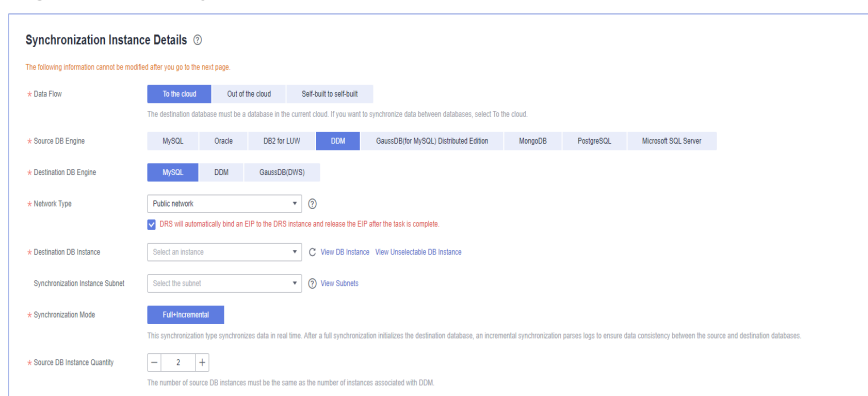 Synchronization Instance Details ?
The following information cannot be modified after you go to the next page.
* Data Flow To the cloud Out of the cloud Self-built to self-built
The destination database must be a database in the current cloud. If you want to synchronize data between databases, select To the cloud.
* Source DB Engine MySQL Oracle DB2 for LUW DDM GaussDB(for MySQL) Distributed Edition MongoDB PostgreSQL Microsoft SQL Server
* Destination DB Engine MySQL DDM GaussDB(DWS)
* Network Type Public network ?
DRS will automatically bind an EIP to the DRS instance and release the EIP after the task is complete.
* Destination DB Instance Select an instance View DB Instance View Unselectable DB Instance
Synchronization Instance Subnet Select the subnet ? View Subnets
* Synchronization Mode Full+Incremental
This synchronization type synchronizes data in real time. After a full synchronization initializes the destination database, an incremental synchronization parses logs to ensure data consistency between the source and destination databases.
* Source DB Instance Quantity − 2 +
The number of source DB instances must be the same as the number of instances associated with DDM.